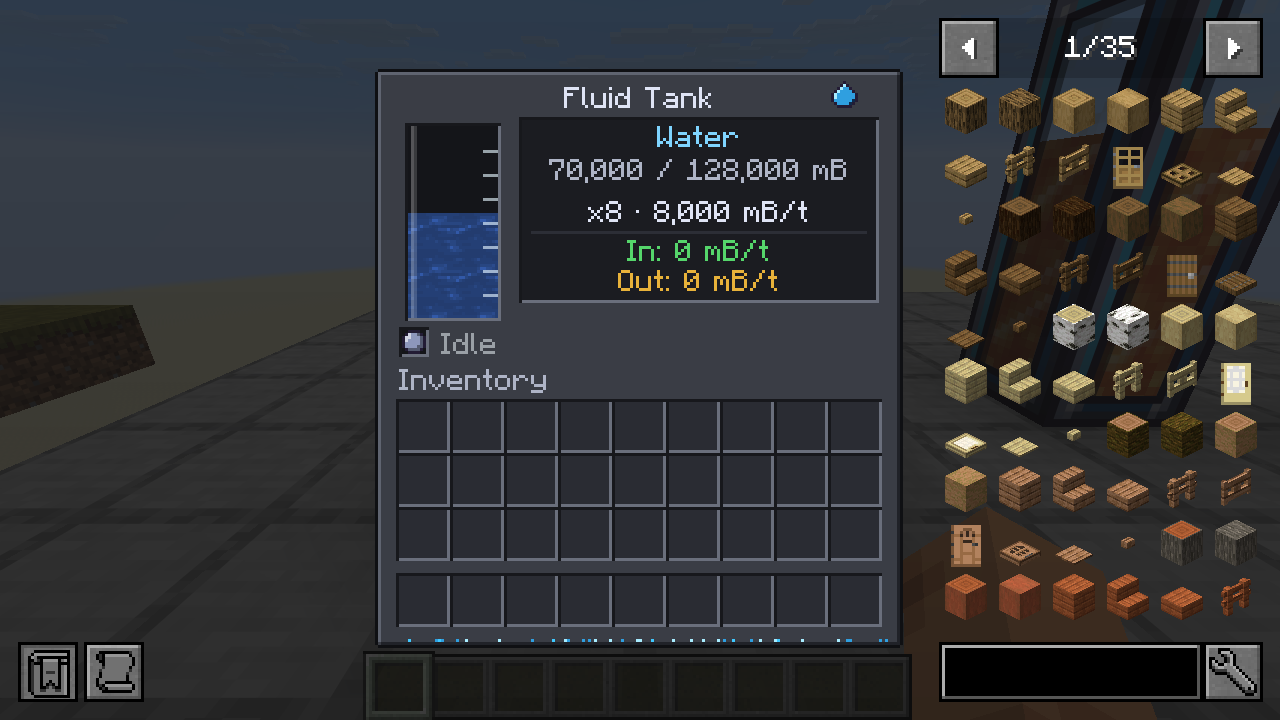 Fluid Tank
1/35
Water
70,000 / 128,000 mB
x8 · 8,000 mB/t
In: 0 mB/t
Out: 0 mB/t
Idle
Inventory